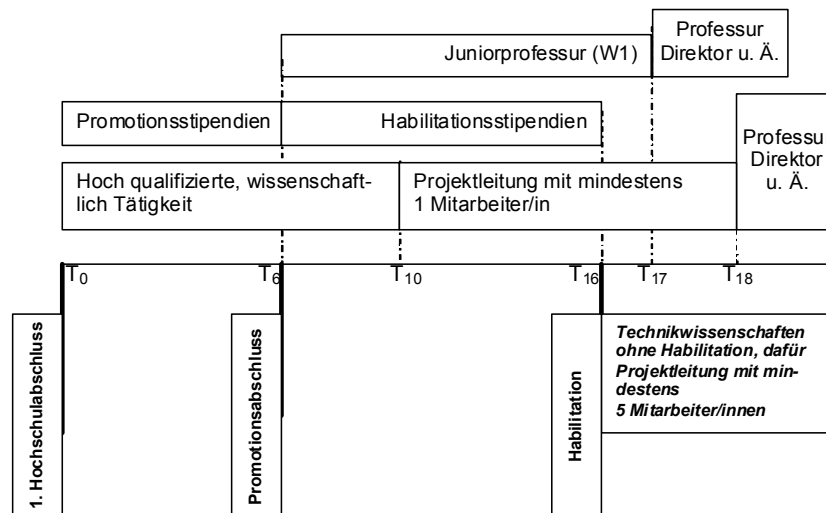 Juniorprofessur (W1)
Professur
Direktor u. Ä.
Promotionsstipendien
Habilitationsstipendien
Professu
Direktor
u. Ä.
Hoch qualifizierte, wissenschaft-
lich Tätigkeit
Projektleitung mit mindestens
1 Mitarbeiter/in
T0
T6
T10
T16
T17
T18
1. Hochschulabschluss
Promotionsabschluss
Habilitation
Technikwissenschaften
ohne Habilitation, dafür
Projektleitung mit min-
destens
5 Mitarbeiter/innen